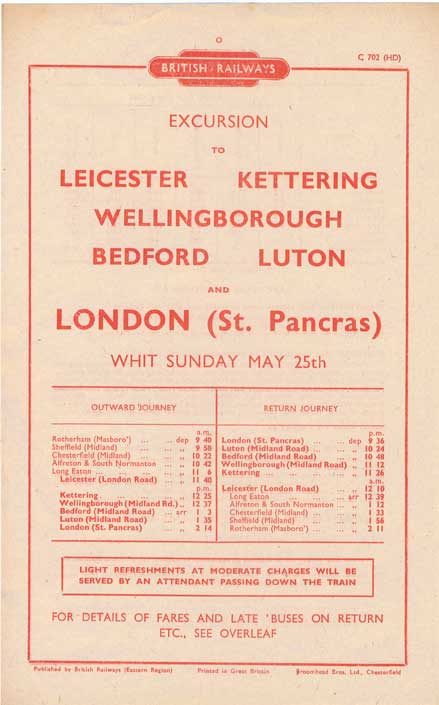 O
C 702 (HD)
BRITISH RAILWAYS
EXCURSION
TO
LEICESTER KETTERING
WELLINGBOROUGH
BEDFORD LUTON
AND
LONDON (St. Pancras)
WHIT SUNDAY MAY 25th
OUTWARD JOURNEY
a.m.
Rotherham (Masboro') ... ... dep 9 40
Sheffield (Midland) ... ... „ 9 58
Chesterfield (Midland) ... ... „ 10 22
Alfreton & South Normanton ... „ 10 42
Long Eaton ... ... ... „ 11 6
Leicester (London Road) ... „ 11 40
p.m.
Kettering ... ... ... „ 12 25
Wellingborough (Midland Rd.) .. „ 12 37
Bedford (Midland Road) ... arr 1 3
Luton (Midland Road) ... „ 1 35
London (St. Pancras) ... „ 2 14
RETURN JOURNEY
p.m.
London (St. Pancras) ... ... dep 9 36
Luton (Midland Road) ... ... „ 10 24
Bedford (Midland Road) ... „ 10 48
Wellingborough (Midland Road) „ 11 12
Kettering ... ... ... „ 11 26
a.m.
Leicester (London Road) ... „ 12 10
Long Eaton ... ... arr 12 39
Alfreton & South Normanton ... „ 1 12
Chesterfield (Midland) ... ... „ 1 33
Sheffield (Midland) ... ... „ 1 56
Rotherham (Masboro') ... „ 2 11
LIGHT REFRESHMENTS AT MODERATE CHARGES WILL BE
SERVED BY AN ATTENDANT PASSING DOWN THE TRAIN
FOR DETAILS OF FARES AND LATE 'BUSES ON RETURN
ETC., SEE OVERLEAF
Published by British Railways (Eastern Region) Printed in Great Britain Broomhead Bros. Ltd., Chesterfield